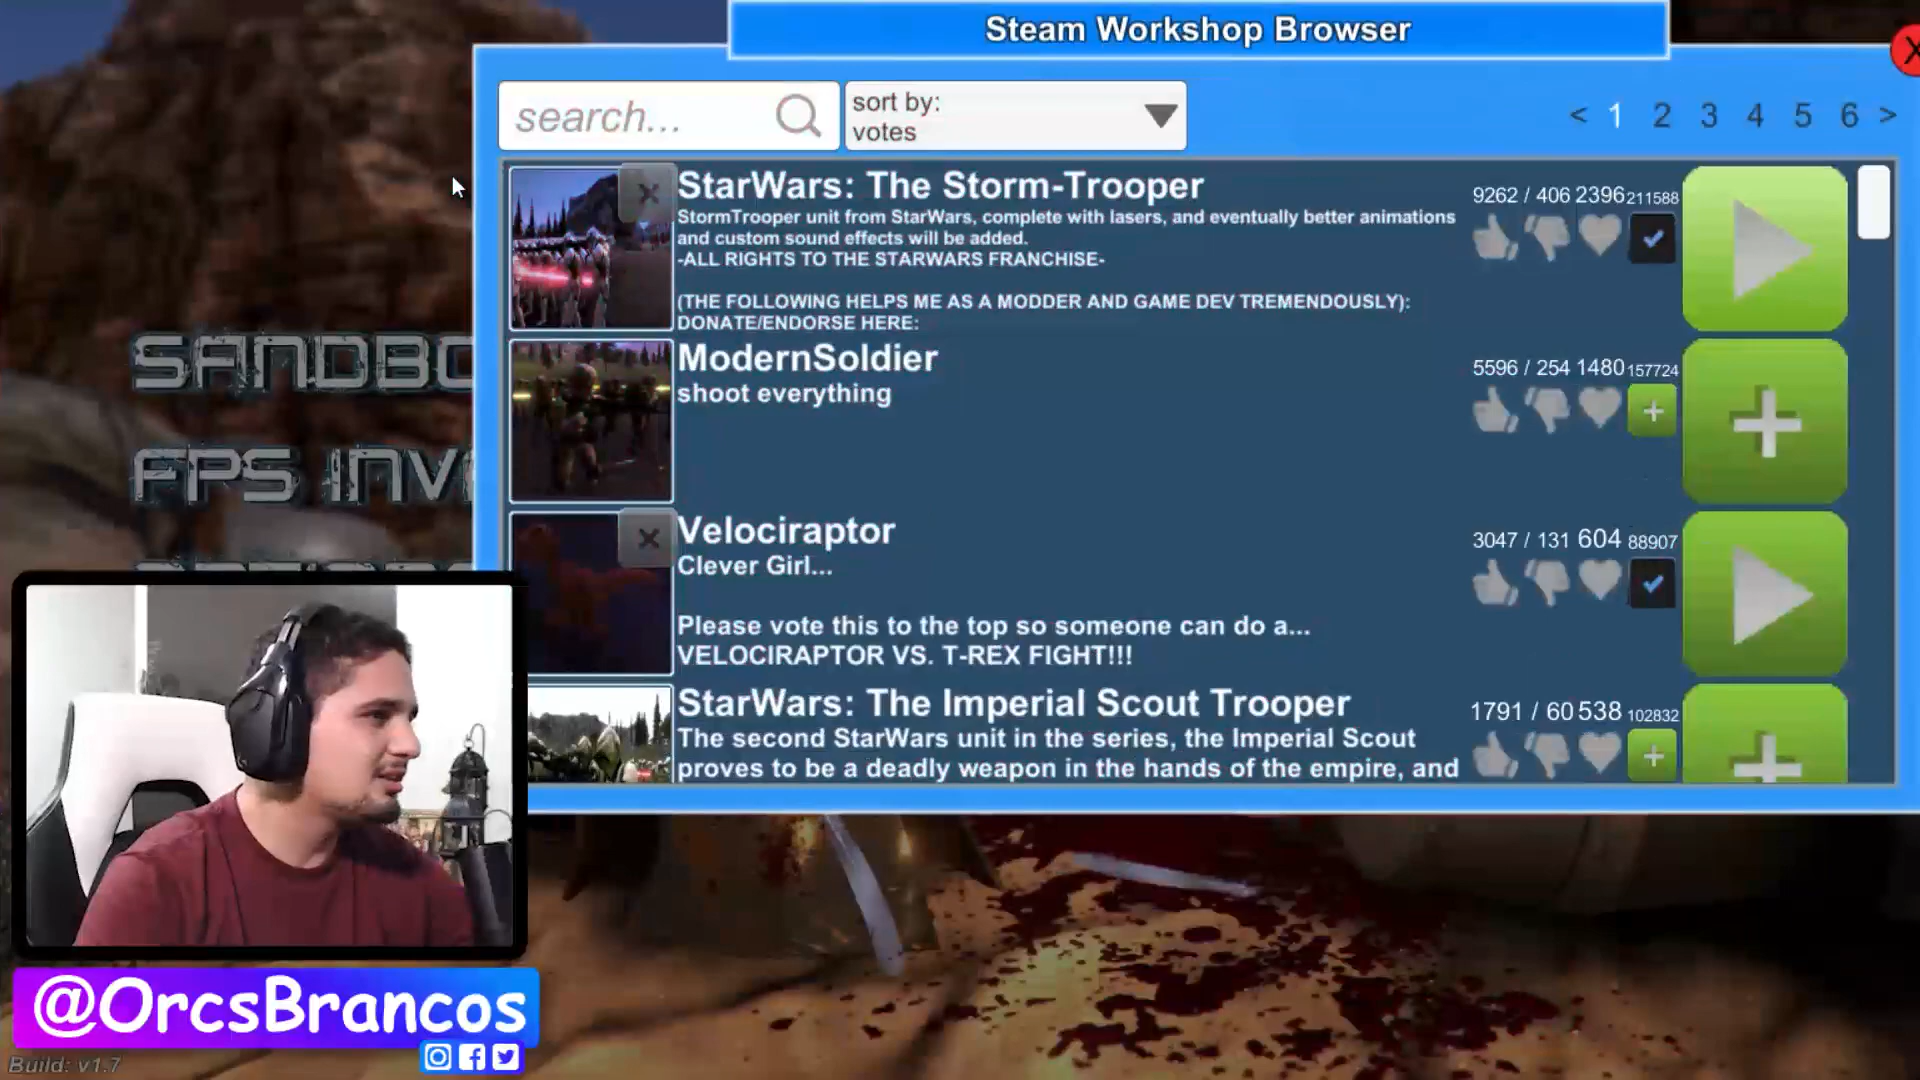 Steam Workshop Browser
X
search...
sort by:
votes
< 1 2 3 4 5 6 >
StarWars: The Storm-Trooper
StormTrooper unit from StarWars, complete with lasers, and eventually better animations
and custom sound effects will be added.
-ALL RIGHTS TO THE STARWARS FRANCHISE-
(THE FOLLOWING HELPS ME AS A MODDER AND GAME DEV TREMENDOUSLY):
DONATE/ENDORSE HERE:
9262 / 406 2396 211588
ModernSoldier
shoot everything
5596 / 254 1480 157724
Velociraptor
Clever Girl...
Please vote this to the top so someone can do a...
VELOCIRAPTOR VS. T-REX FIGHT!!!
3047 / 131 604 88907
StarWars: The Imperial Scout Trooper
The second StarWars unit in the series, the Imperial Scout
proves to be a deadly weapon in the hands of the empire, and
1791 / 60 538 102832
SANDBO
FPS INV
@OrcsBrancos
Build: v1.7